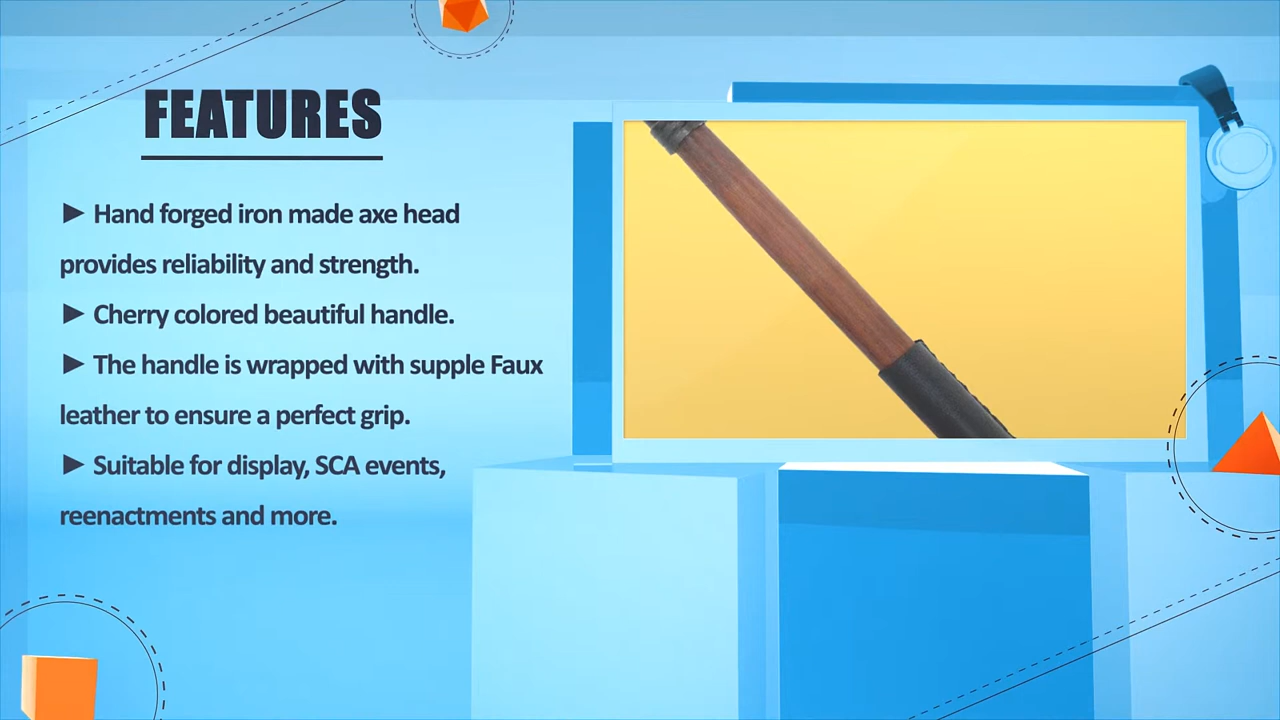 FEATURES
► Hand forged iron made axe head
provides reliability and strength.
► Cherry colored beautiful handle.
► The handle is wrapped with supple Faux
leather to ensure a perfect grip.
► Suitable for display, SCA events,
reenactments and more.